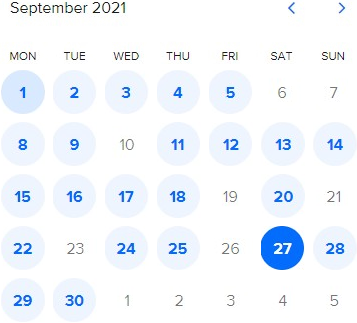 September 2021
MON TUE WED THU FRI SAT SUN
1 2 3 4 5 6 7
8 9 10 11 12 13 14
15 16 17 18 19 20 21
22 23 24 25 26 27 28
29 30 1 2 3 4 5